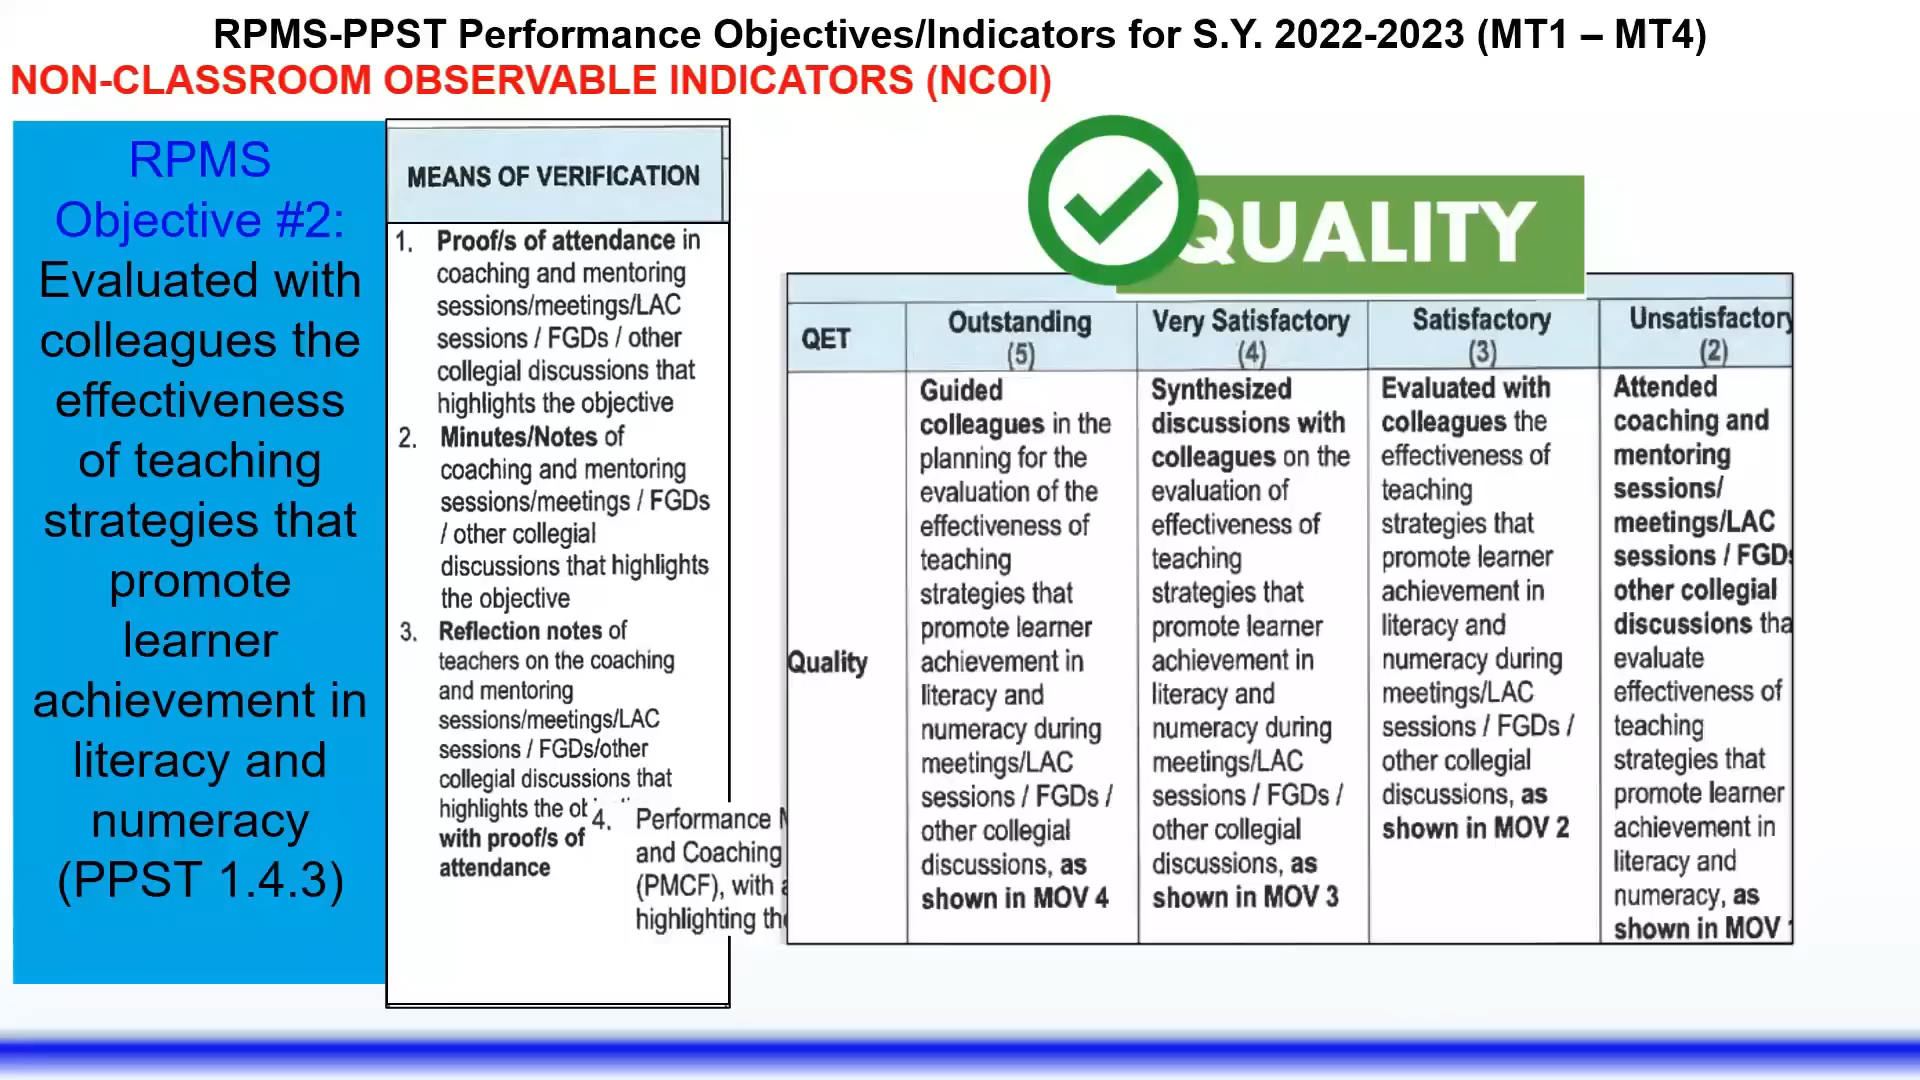 RPMS-PPST Performance Objectives/Indicators for S.Y. 2022-2023 (MT1 – MT4)
NON-CLASSROOM OBSERVABLE INDICATORS (NCOI)
RPMS
Objective #2:
Evaluated with
colleagues the
effectiveness
of teaching
strategies that
promote
learner
achievement in
literacy and
numeracy
(PPST 1.4.3)
MEANS OF VERIFICATION
1. Proof/s of attendance in
coaching and mentoring
sessions/meetings/LAC
sessions / FGDs / other
collegial discussions that
highlights the objective
2. Minutes/Notes of
coaching and mentoring
sessions/meetings / FGDs
/ other collegial
discussions that highlights
the objective
3. Reflection notes of
teachers on the coaching
and mentoring
sessions/meetings/LAC
sessions / FGDs/other
collegial discussions that
highlights the
with proof/s of
attendance
4. Performance
and Coaching
(PMCF), with
highlighting
QUALITY
QET
Outstanding
(5)
Very Satisfactory
(4)
Satisfactory
(3)
Unsatisfactory
(2)
Quality
Guided
colleagues in the
planning for the
evaluation of the
effectiveness of
teaching
strategies that
promote learner
achievement in
literacy and
numeracy during
meetings/LAC
sessions / FGDs /
other collegial
discussions, as
shown in MOV 4
Synthesized
discussions with
colleagues on the
evaluation of
effectiveness of
teaching
strategies that
promote learner
achievement in
literacy and
numeracy during
meetings/LAC
sessions / FGDs /
other collegial
discussions, as
shown in MOV 3
Evaluated with
colleagues the
effectiveness of
teaching
strategies that
promote learner
achievement in
literacy and
numeracy during
meetings/LAC
sessions / FGDs /
other collegial
discussions, as
shown in MOV 2
Attended
coaching and
mentoring
sessions/
meetings/LAC
sessions / FGDs
other collegial
discussions tha
evaluate
effectiveness of
teaching
strategies that
promote learner
achievement in
literacy and
numeracy, as
shown in MOV